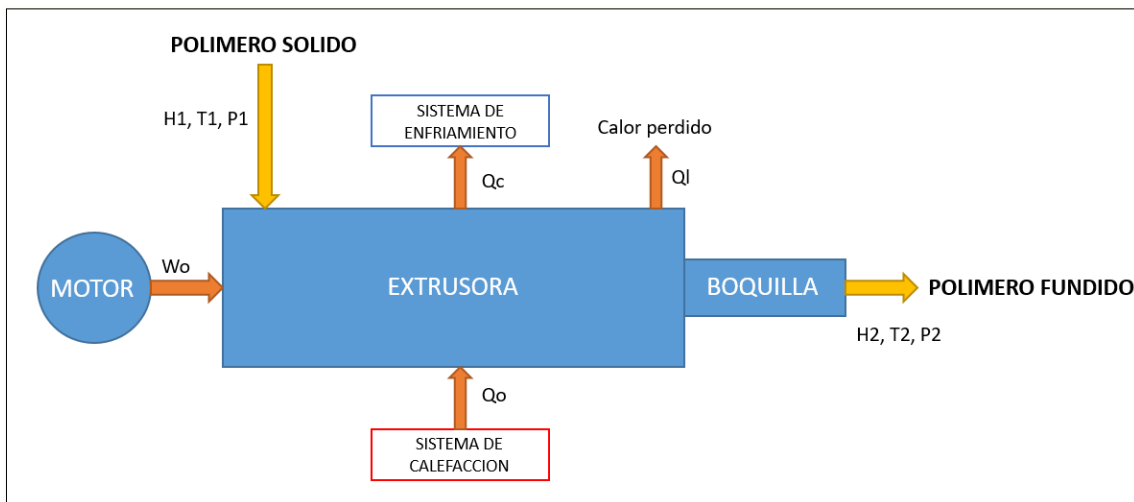 POLIMERO SOLIDO
H1, T1, P1
SISTEMA DE
ENFRIAMIENTO
Calor perdido
Qc
Ql
Wo
MOTOR
EXTRUSORA
BOQUILLA
POLIMERO FUNDIDO
H2, T2, P2
Qo
SISTEMA DE
CALEFACCION